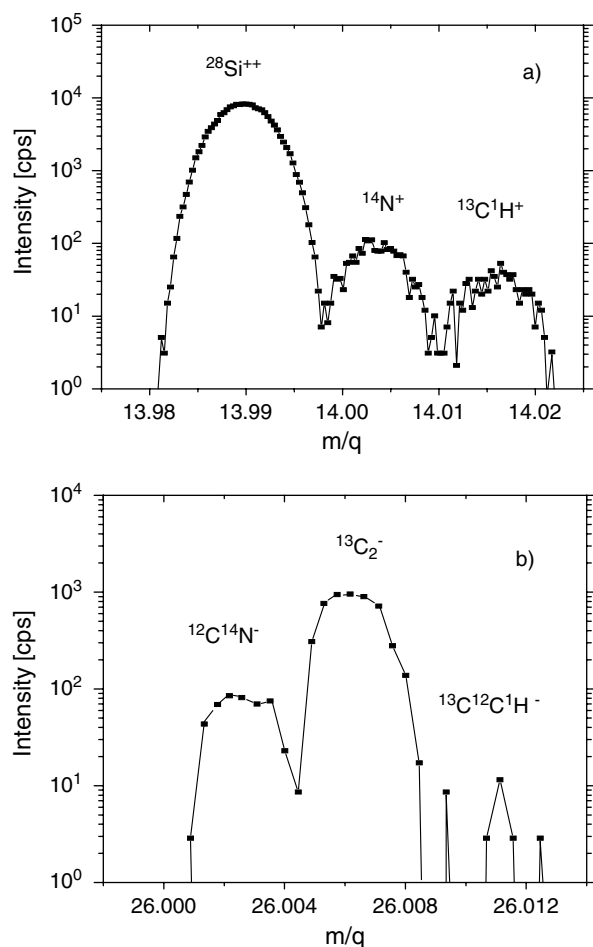 10⁵
10⁴
10³
10²
10¹
10⁰
Intensity [cps]
²⁸Si⁺⁺
a)
¹⁴N⁺
¹³C¹H⁺
13.98 13.99 14.00 14.01 14.02
m/q
10⁴
10³
10²
10¹
10⁰
Intensity [cps]
¹³C₂⁻
b)
¹²C¹⁴N⁻
¹³C¹²C¹H⁻
26.000 26.004 26.008 26.012
m/q